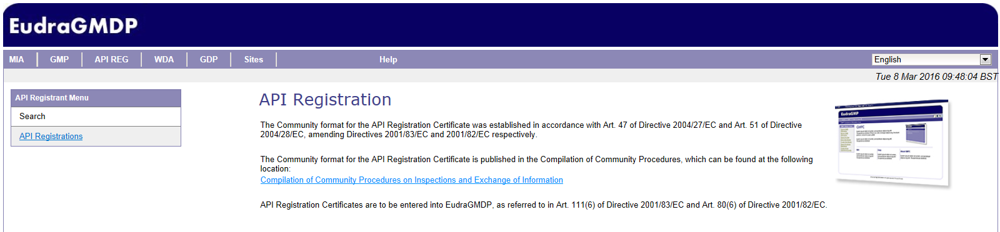 EudraGMDP
MIA GMP API REG WDA GDP Sites Help English
Tue 8 Mar 2016 09:48:04 BST
API Registrant Menu
Search
API Registrations
API Registration
The Community format for the API Registration Certificate was established in accordance with Art. 47 of Directive 2004/27/EC and Art. 51 of Directive
2004/28/EC, amending Directives 2001/83/EC and 2001/82/EC respectively.
The Community format for the API Registration Certificate is published in the Compilation of Community Procedures, which can be found at the following
location:
Compilation of Community Procedures on Inspections and Exchange of Information
API Registration Certificates are to be entered into EudraGMDP, as referred to in Art. 111(6) of Directive 2001/83/EC and Art. 80(6) of Directive 2001/82/EC.
EudraGMP
GMPC